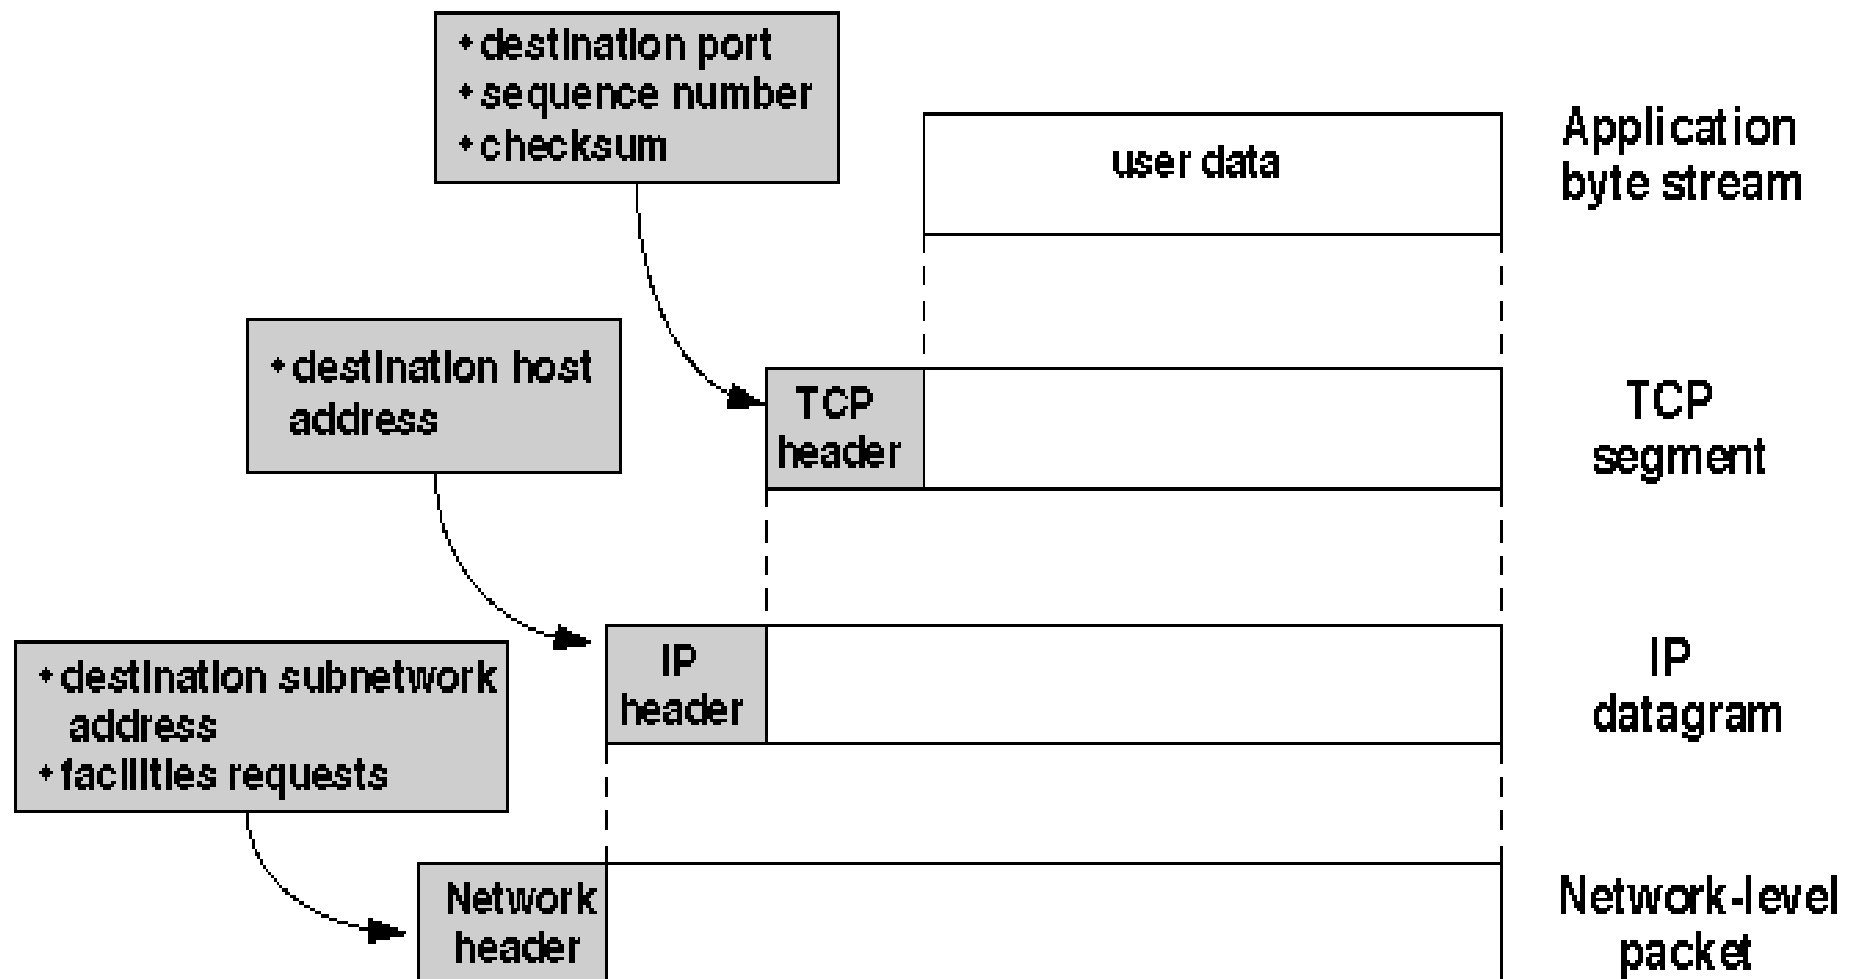 • destination port
• sequence number
• checksum
user data
Application
byte stream
• destination host
address
TCP
header
TCP
segment
• destination subnetwork
address
• facilities requests
IP
header
IP
datagram
Network
header
Network-level
packet